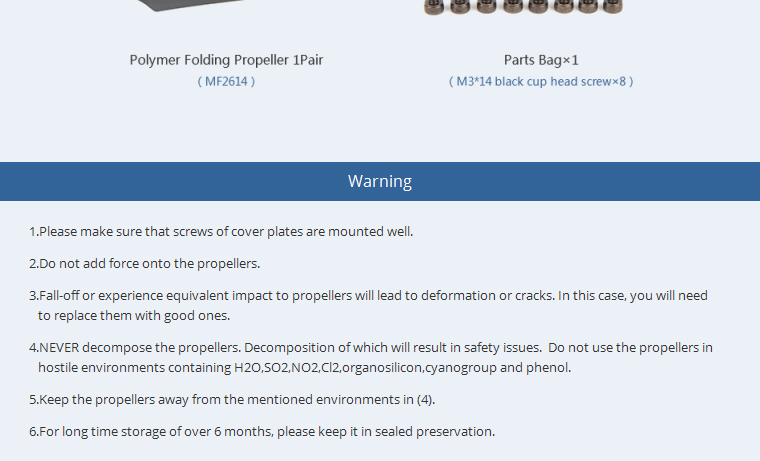 Polymer Folding Propeller 1Pair
Parts Bag×1
( MF2614 )
( M3*14 black cup head screw×8 )
Warning
1.Please make sure that screws of cover plates are mounted well.
2.Do not add force onto the propellers.
3.Fall-off or experience equivalent impact to propellers will lead to deformation or cracks. In this case, you will need
to replace them with good ones.
4.NEVER decompose the propellers. Decomposition of which will result in safety issues.  Do not use the propellers in
hostile environments containing H2O,SO2,NO2,Cl2,organosilicon,cyanogroup and phenol.
5.Keep the propellers away from the mentioned environments in (4).
6.For long time storage of over 6 months, please keep it in sealed preservation.